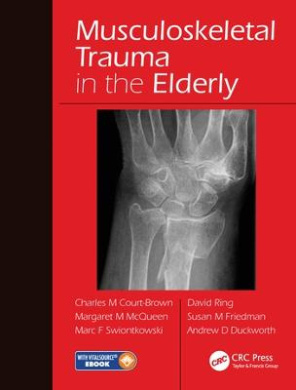 Musculoskeletal
Trauma
in the Elderly
Charles M Court-Brown
Margaret M McQueen
Marc F Swiontkowski
David Ring
Susan M Friedman
Andrew D Duckworth
WITH VITALSOURCE®
EBOOK
CRC
CRC Press
Taylor & Francis Group